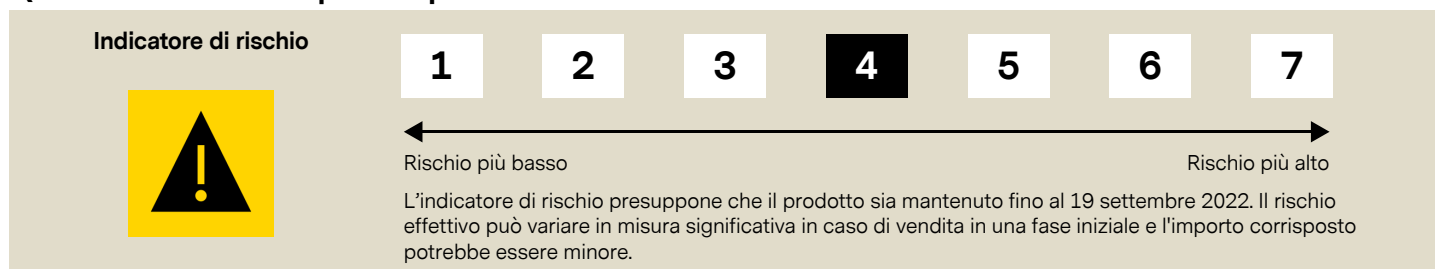 Indicatore di rischio
1 2 3 4 5 6 7
Rischio più basso Rischio più alto
L'indicatore di rischio presuppone che il prodotto sia mantenuto fino al 19 settembre 2022. Il rischio
effettivo può variare in misura significativa in caso di vendita in una fase iniziale e l'importo corrisposto
potrebbe essere minore.